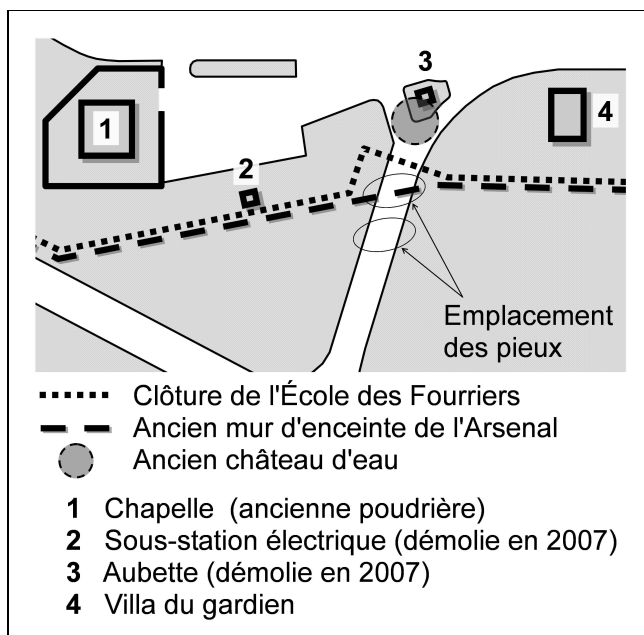 3
1
4
2
Emplacement
des pieux
Clôture de l'École des Fourriers
Ancien mur d'enceinte de l'Arsenal
Ancien château d'eau
1 Chapelle (ancienne poudrière)
2 Sous-station électrique (démolie en 2007)
3 Aubette (démolie en 2007)
4 Villa du gardien